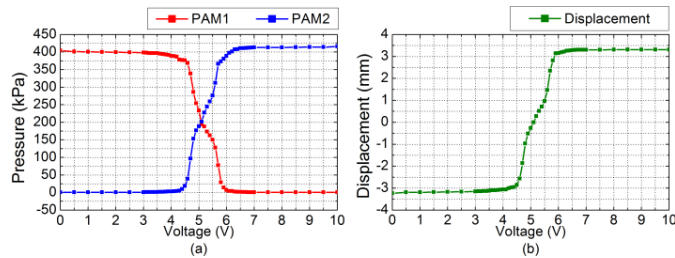 PAM1 PAM2
Pressure (kPa)
450
400
350
300
250
200
150
100
50
0
-50
0 1 2 3 4 5 6 7 8 9 10
Voltage (V)
(a)
Displacement
Displacement (mm)
4
3
2
1
0
-1
-2
-3
-4
0 1 2 3 4 5 6 7 8 9 10
Voltage (V)
(b)